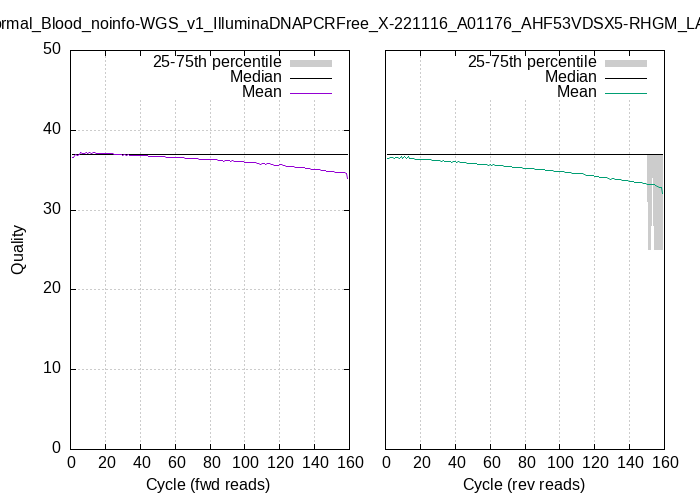 ormal_Blood_noinfo-WGS_v1_IlluminaDNAPCRFree_X-221116_A01176_AHF53VDSX5-RHGM_LA
25-75th percentile
Median
Mean
25-75th percentile
Median
Mean
Quality
50
40
30
20
10
0
0 20 40 60 80 100 120 140 160
0 20 40 60 80 100 120 140 160
Cycle (fwd reads)
Cycle (rev reads)